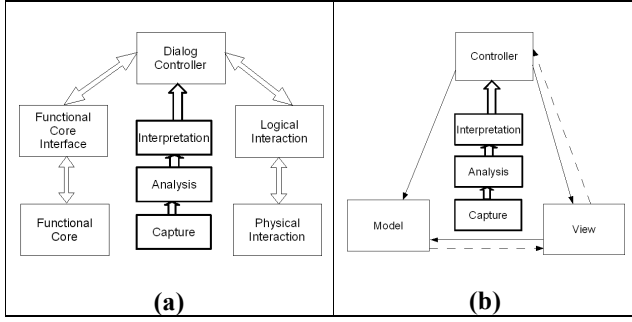 Dialog
Controller
Functional
Core
Interface
Interpretation
Logical
Interaction
Analysis
Functional
Core
Capture
Physical
Interaction
(a)
Controller
Interpretation
Analysis
Capture
Model
View
(b)